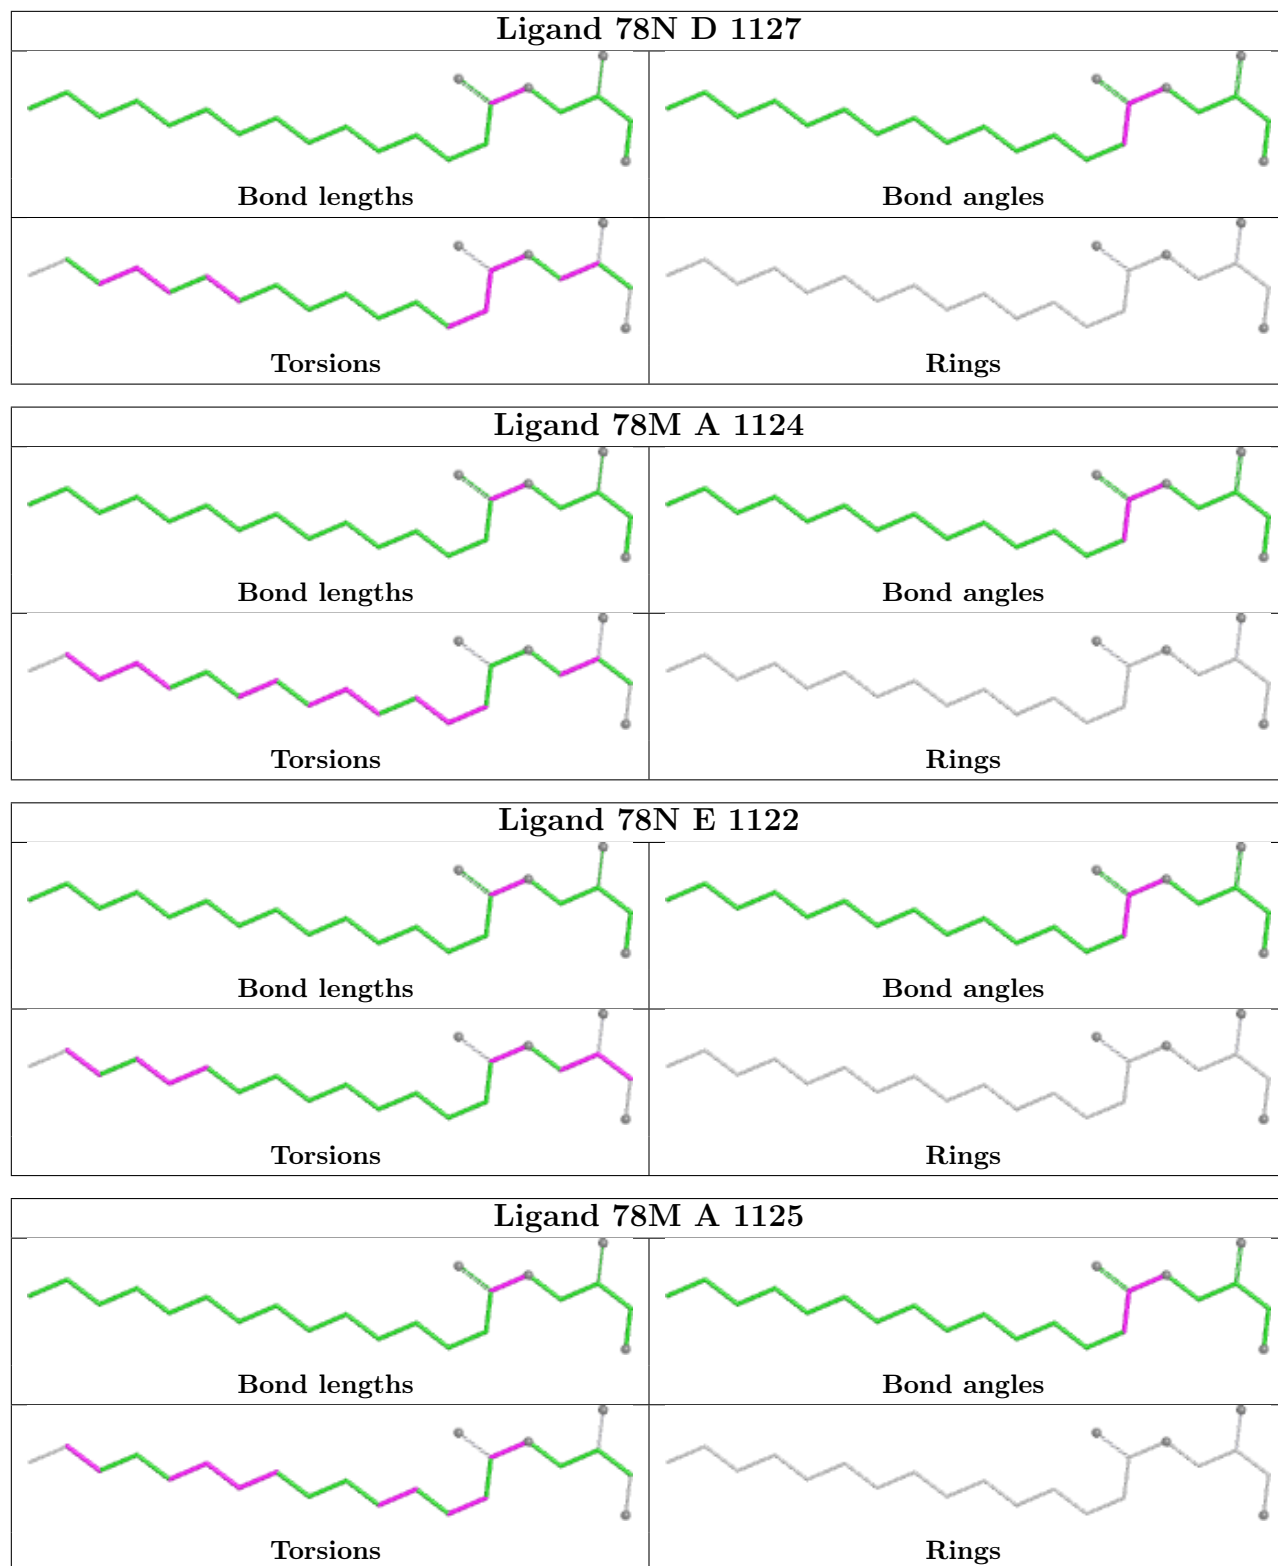 Ligand 78N D 1127
Bond lengths
Bond angles
Torsions
Rings
Ligand 78M A 1124
Bond lengths
Bond angles
Torsions
Rings
Ligand 78N E 1122
Bond lengths
Bond angles
Torsions
Rings
Ligand 78M A 1125
Bond lengths
Bond angles
Torsions
Rings